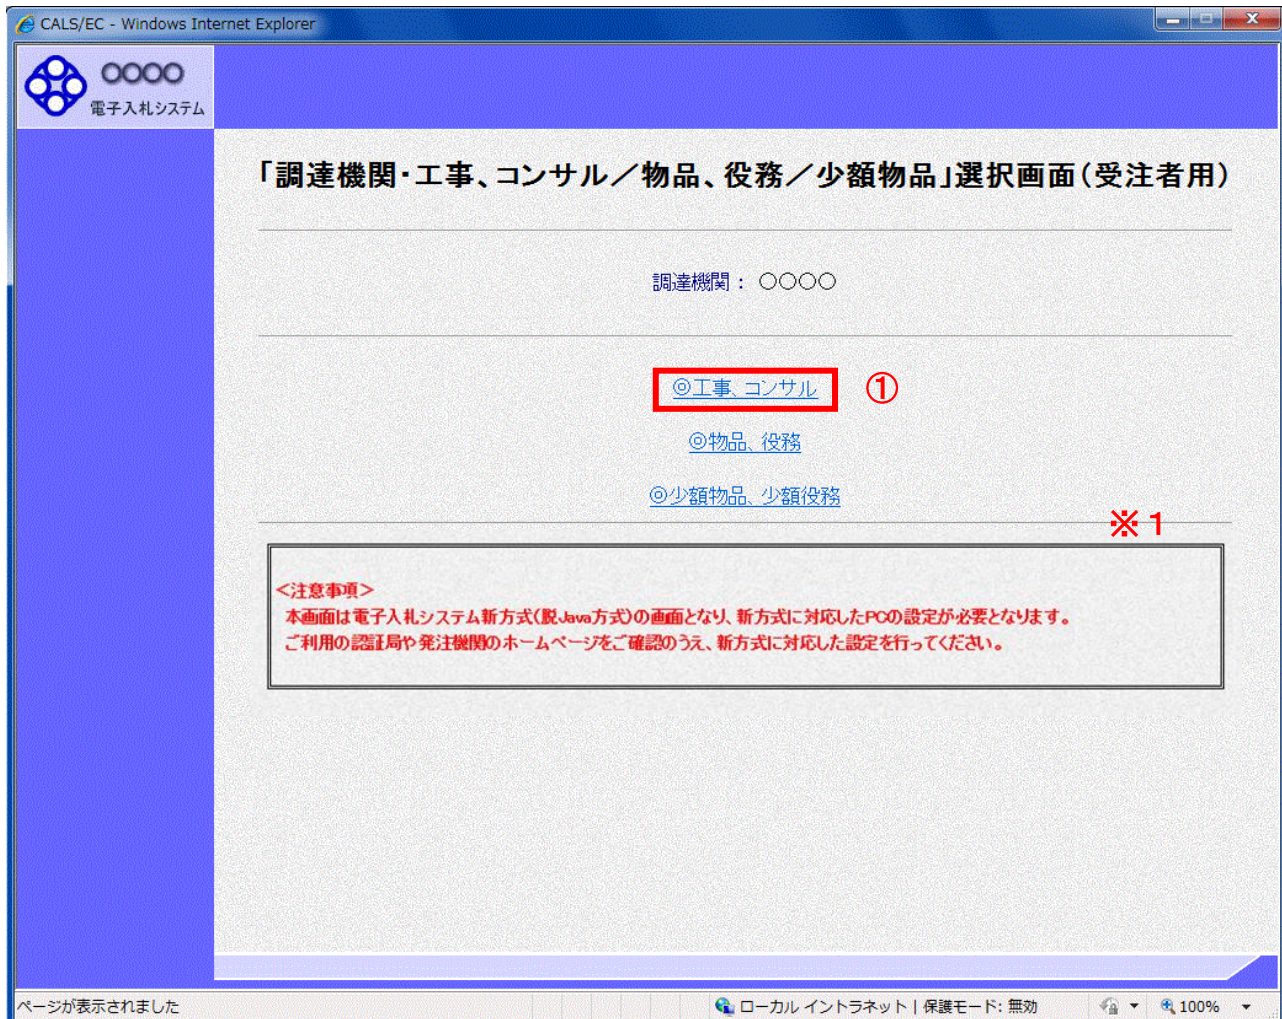 CALS/EC - Windows Internet Explorer
○○○○
電子入札システム
「調達機関・工事、コンサル／物品、役務／少額物品」選択画面（受注者用）
調達機関： ○○○○
◎工事、コンサル ①
◎物品、役務
◎少額物品、少額役務
※１
＜注意事項＞
本画面は電子入札システム新方式(脱Java方式)の画面となり、新方式に対応したPCの設定が必要となります。
ご利用の認証局や発注機関のホームページをご確認のうえ、新方式に対応した設定を行ってください。
ページが表示されました ローカル イントラネット | 保護モード: 無効 100%